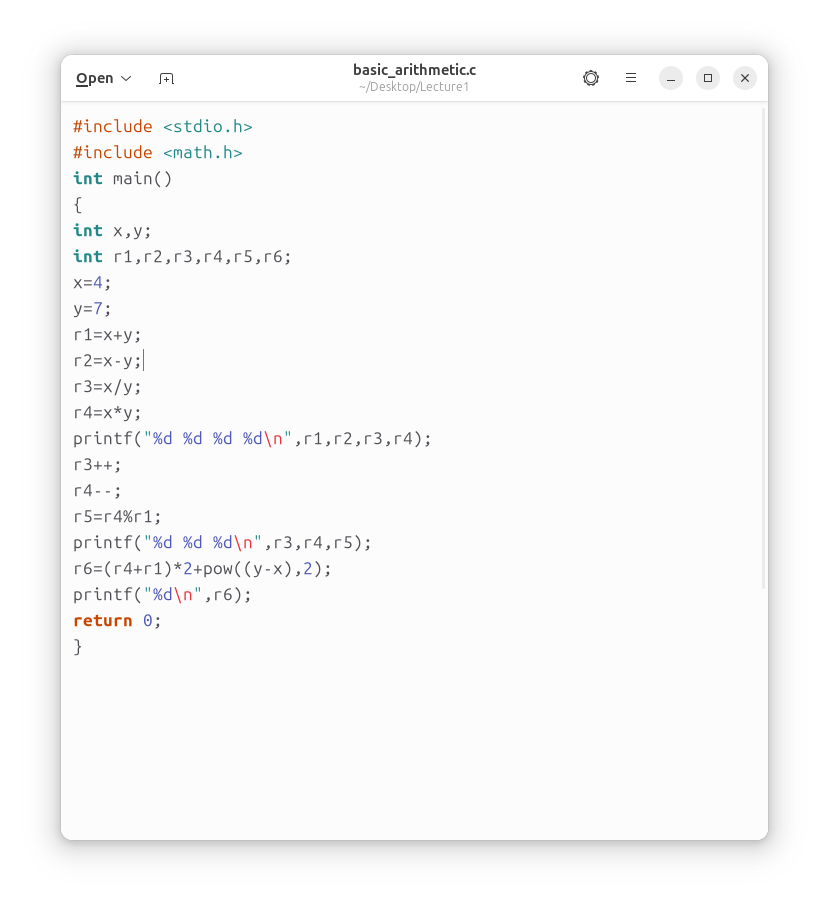 Open
basic_arithmetic.c
~/Desktop/Lecture1
#include <stdio.h>
#include <math.h>
int main()
{
int x,y;
int r1,r2,r3,r4,r5,r6;
x=4;
y=7;
r1=x+y;
r2=x-y;
r3=x/y;
r4=x*y;
printf("%d %d %d %d\n",r1,r2,r3,r4);
r3++;
r4--;
r5=r4%r1;
printf("%d %d %d\n",r3,r4,r5);
r6=(r4+r1)*2+pow((y-x),2);
printf("%d\n",r6);
return 0;
}